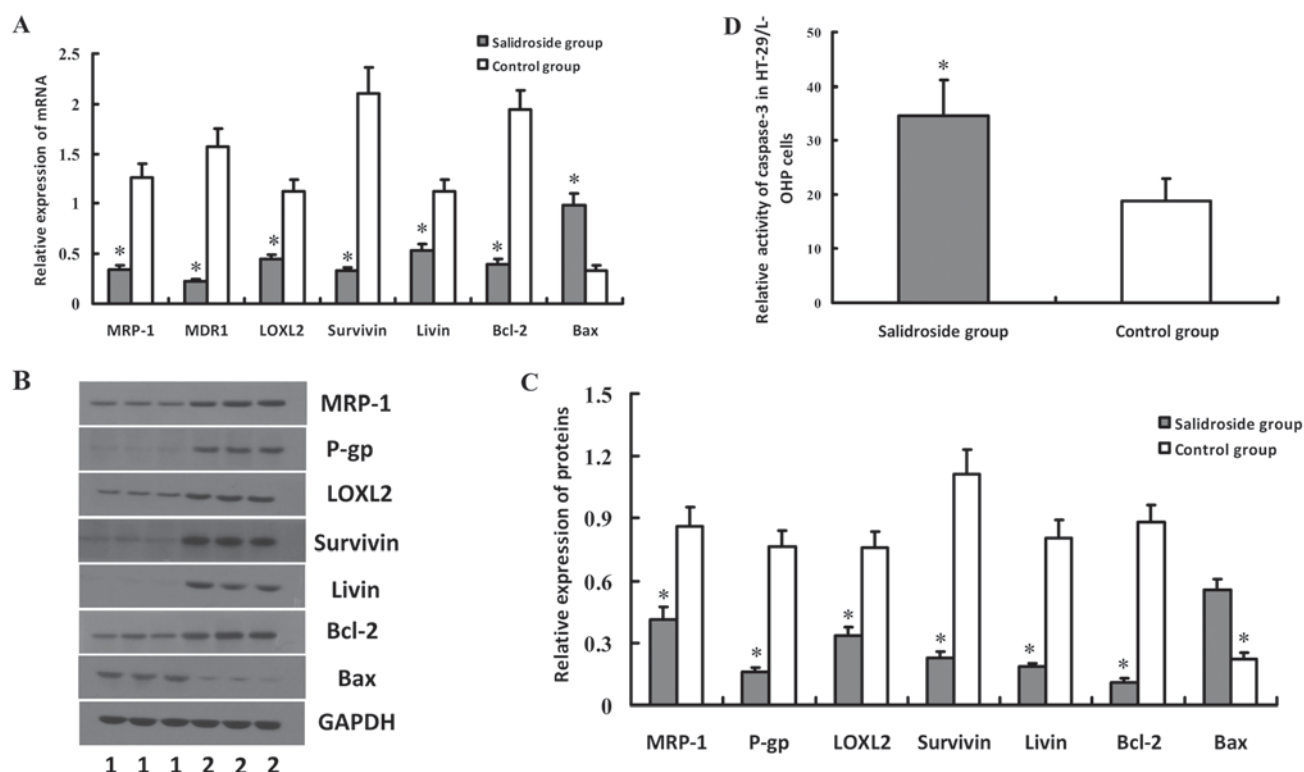 A
Relative expression of mRNA
2.5
2
1.5
1
0.5
0
Salidroside group
Control group
*
*
*
*
*
*
*
MRP-1 MDR1 LOXL2 Survivin Livin Bcl-2 Bax
D
Relative activity of caspase-3 in HT-29/L-
OHP cells
50
40
30
20
10
0
*
Salidroside group Control group
B
MRP-1
P-gp
LOXL2
Survivin
Livin
Bcl-2
Bax
GAPDH
1 1 1 2 2 2
C
Relative expression of proteins
1.5
1.2
0.9
0.6
0.3
0
Salidroside group
Control group
*
*
*
*
*
*
*
MRP-1 P-gp LOXL2 Survivin Livin Bcl-2 Bax